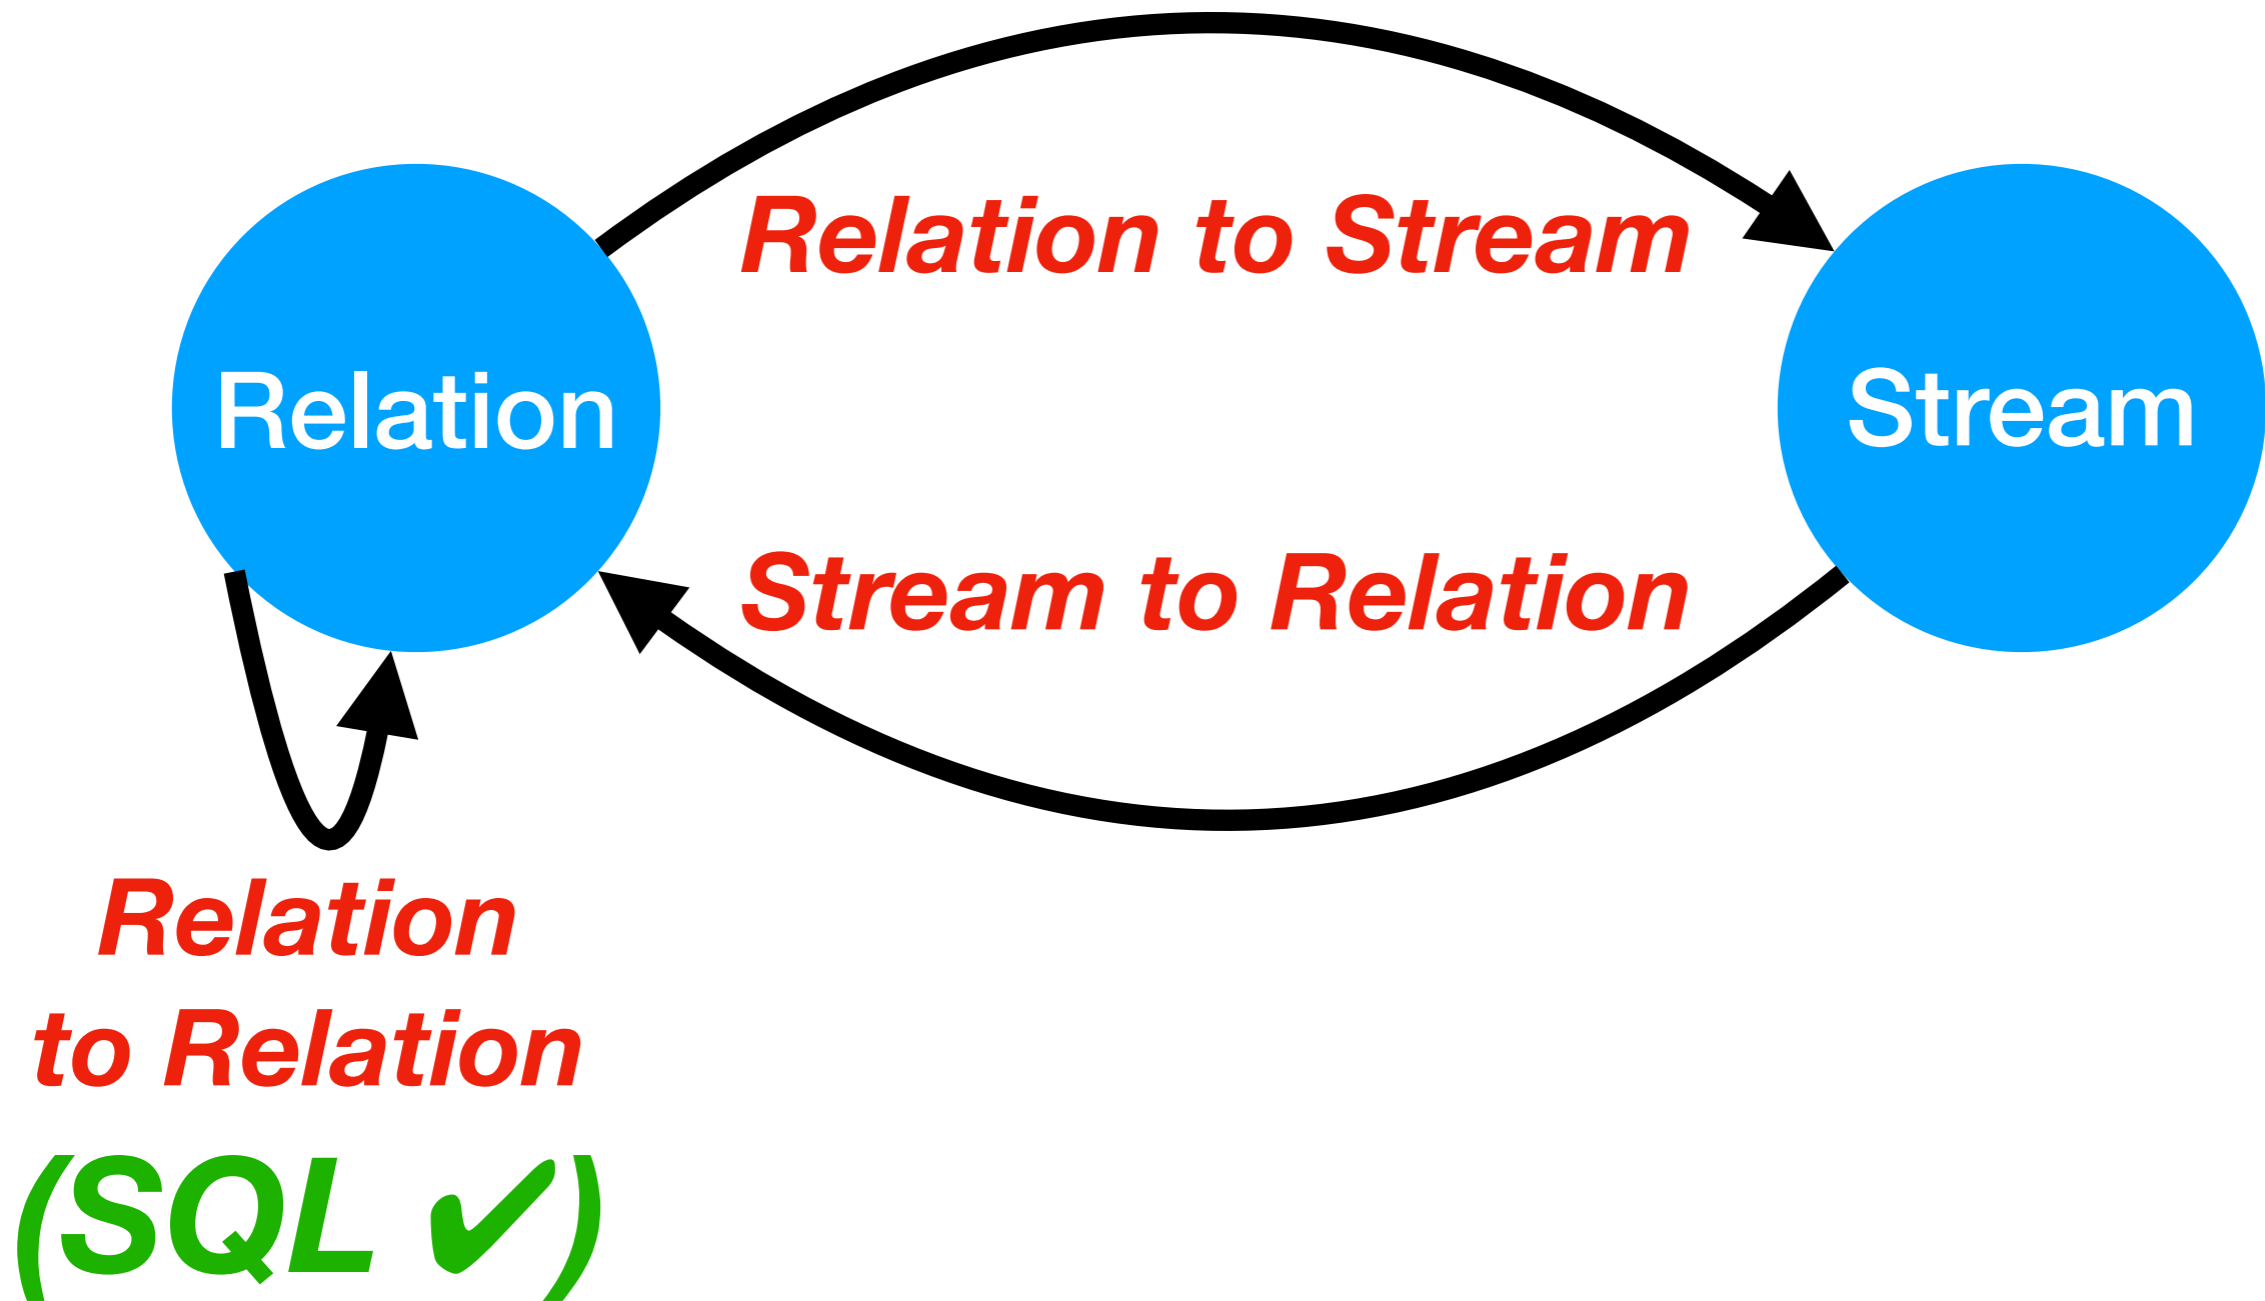 Relation to Stream
Relation
Stream
Stream to Relation
Relation
to Relation
(SQL ✔)